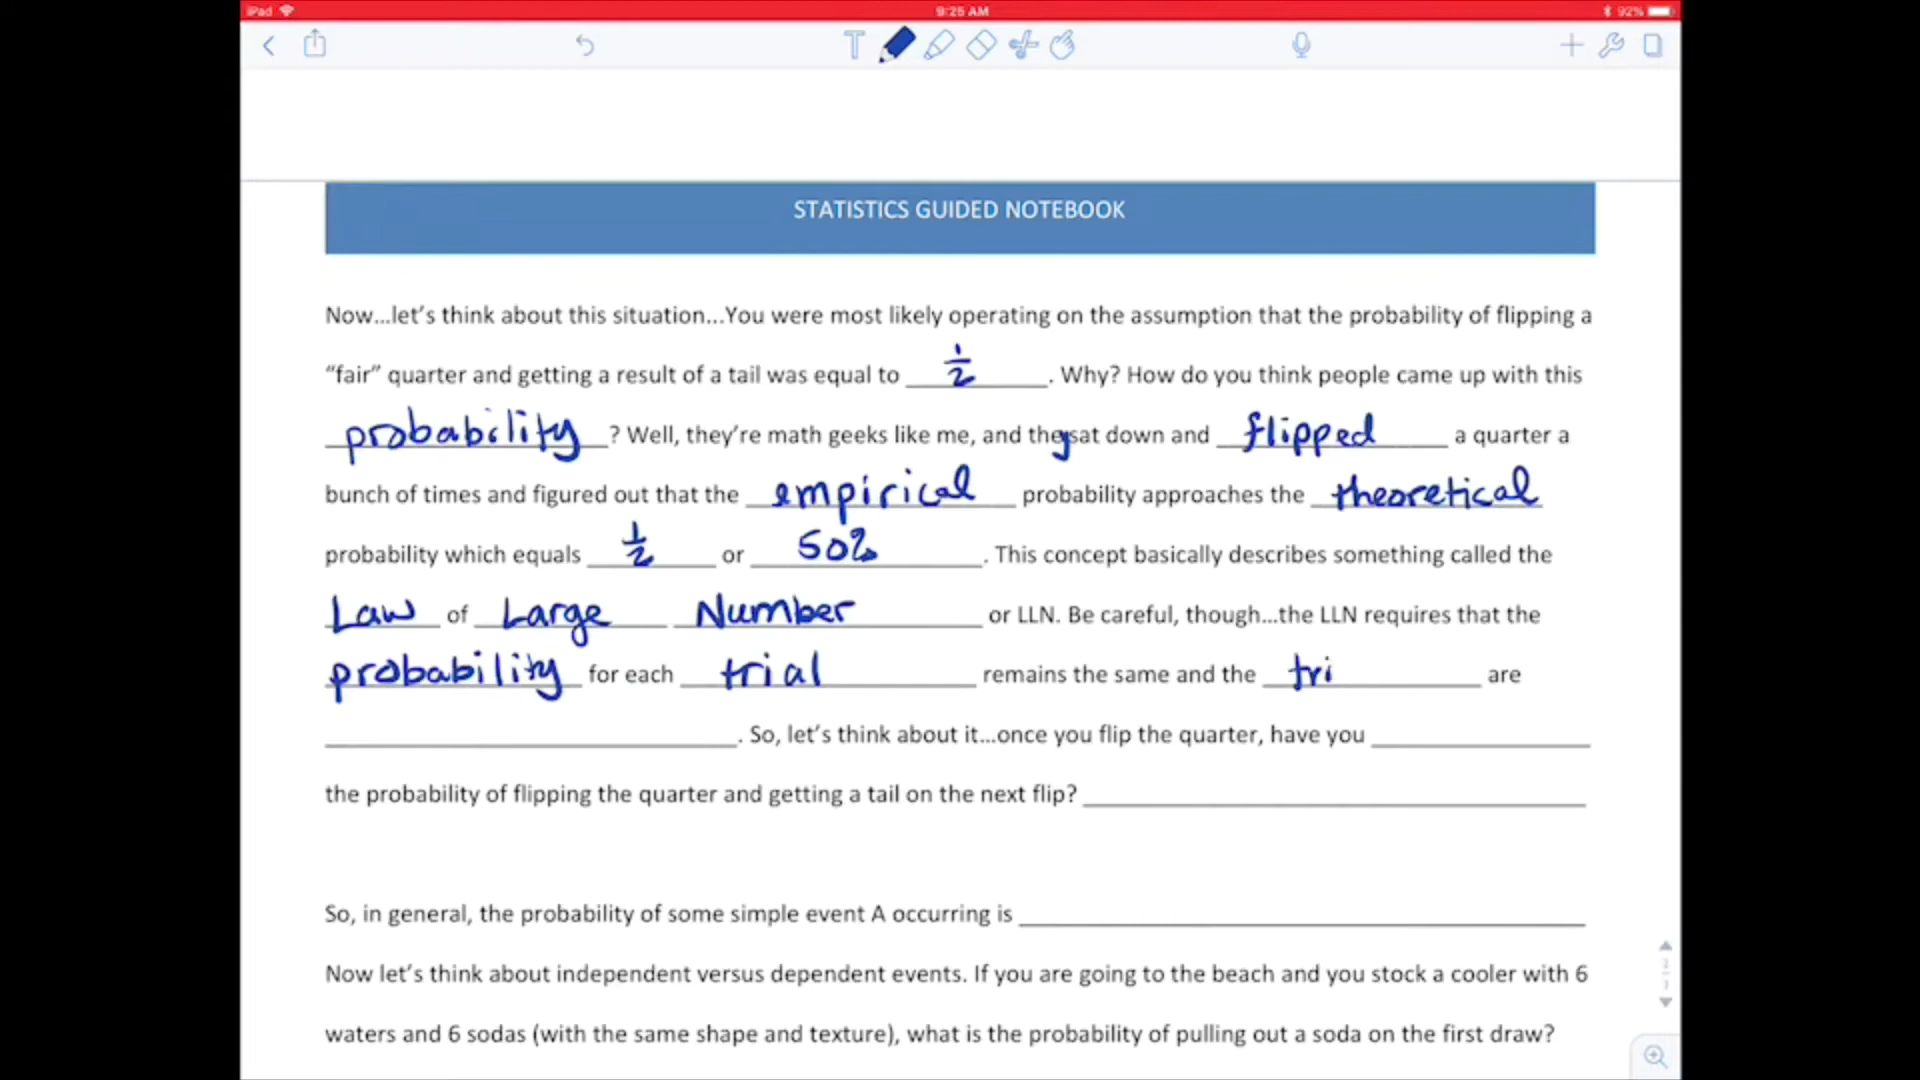 iPad 9:25 AM 92%
T
STATISTICS GUIDED NOTEBOOK
Now...let's think about this situation...You were most likely operating on the assumption that the probability of flipping a
"fair" quarter and getting a result of a tail was equal to 1/2. Why? How do you think people came up with this
probability? Well, they're math geeks like me, and they sat down and flipped a quarter a
bunch of times and figured out that the empirical probability approaches the theoretical
probability which equals 1/2 or 50%. This concept basically describes something called the
Law of Large Number or LLN. Be careful, though...the LLN requires that the
probability for each trial remains the same and the tri are
. So, let's think about it...once you flip the quarter, have you
the probability of flipping the quarter and getting a tail on the next flip?
So, in general, the probability of some simple event A occurring is
Now let's think about independent versus dependent events. If you are going to the beach and you stock a cooler with 6
waters and 6 sodas (with the same shape and texture), what is the probability of pulling out a soda on the first draw?